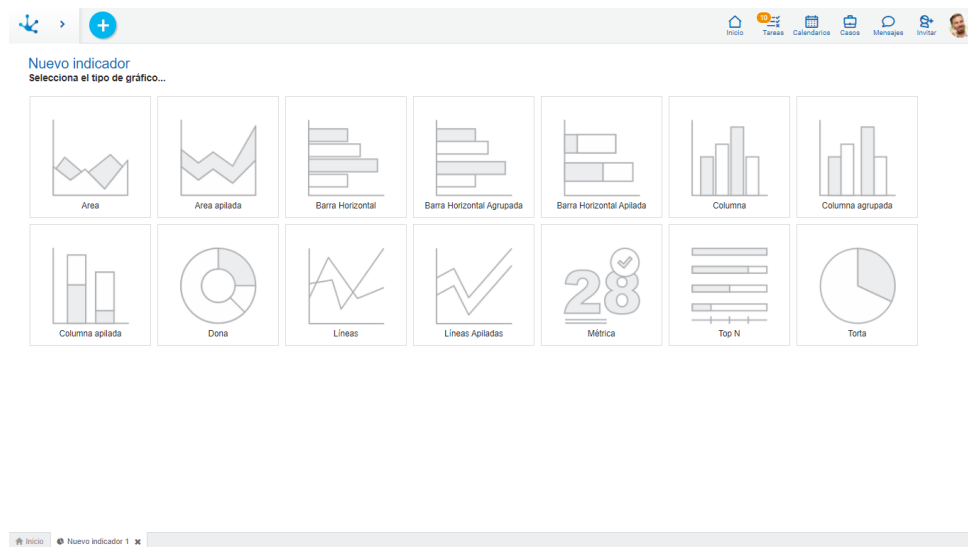 10
Inicio
Tareas
Calendarios
Casos
Mensajes
Invitar
Nuevo indicador
Selecciona el tipo de gráfico...
Area
Area apilada
Barra Horizontal
Barra Horizontal Agrupada
Barra Horizontal Apilada
Columna
Columna agrupada
28
Columna apilada
Dona
Líneas
Líneas Apiladas
Métrica
Top N
Torta
Inicio
Nuevo indicador 1